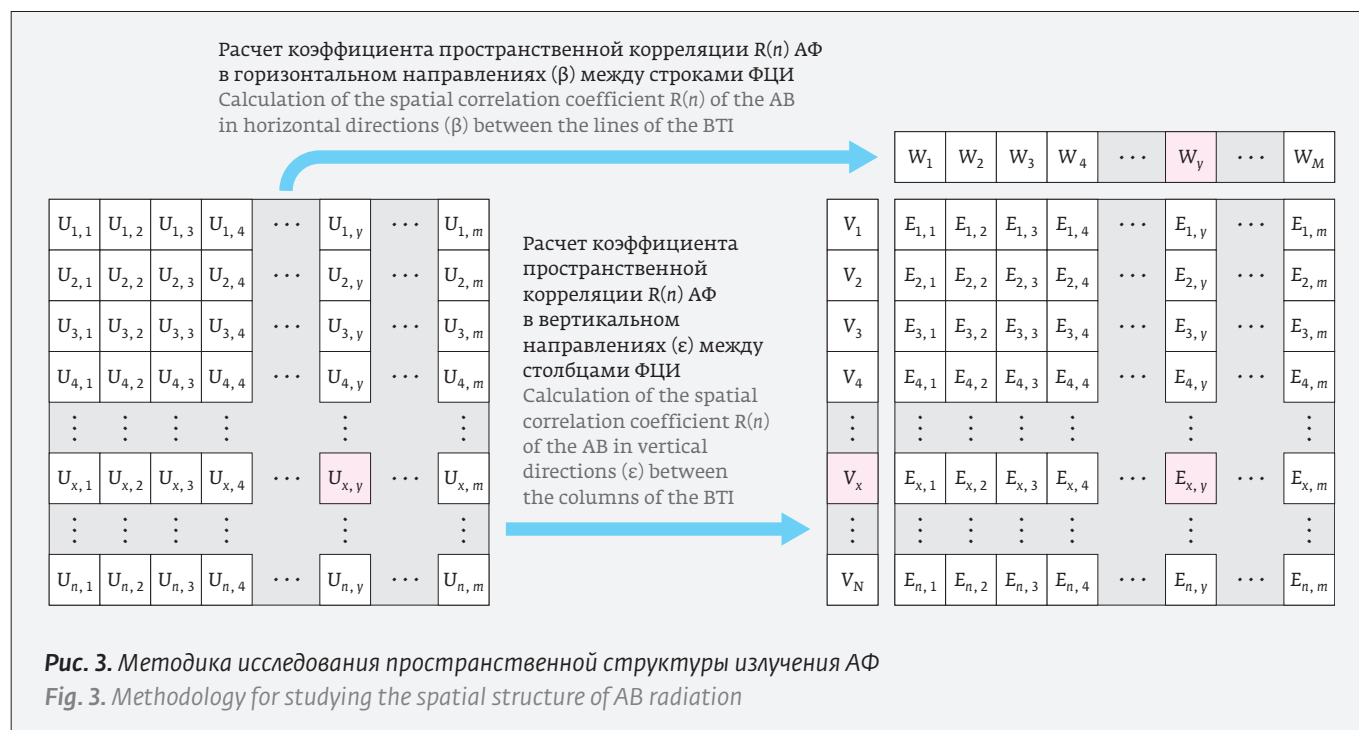 Расчет коэффициента пространственной корреляции R(n) АФ
в горизонтальном направлениях (β) между строками ФЦИ
Calculation of the spatial correlation coefficient R(n) of the AB
in horizontal directions (β) between the lines of the BTI
W₁ W₂ W₃ W₄ ··· W_y ··· W_M
U₁,₁ U₁,₂ U₁,₃ U₁,₄ ··· U₁,y ··· U₁,m
U₂,₁ U₂,₂ U₂,₃ U₂,₄ ··· U₂,y ··· U₂,m
U₃,₁ U₃,₂ U₃,₃ U₃,₄ ··· U₃,y ··· U₃,m
U₄,₁ U₄,₂ U₄,₃ U₄,₄ ··· U₄,y ··· U₄,m
⋮ ⋮ ⋮ ⋮ ⋮ ⋮
Uₓ,₁ Uₓ,₂ Uₓ,₃ Uₓ,₄ ··· Uₓ,y ··· Uₓ,m
⋮ ⋮ ⋮ ⋮ ⋮ ⋮
Uₙ,₁ Uₙ,₂ Uₙ,₃ Uₙ,₄ ··· Uₙ,y ··· Uₙ,m
Расчет коэффициента
пространственной
корреляции R(n) АФ
в вертикальном
направлениях (ε) между
столбцами ФЦИ
Calculation of the spatial
correlation coefficient R(n)
of the AB in vertical
directions (ε) between
the columns of the BTI
V₁ E₁,₁ E₁,₂ E₁,₃ E₁,₄ ··· E₁,y ··· E₁,m
V₂ E₂,₁ E₂,₂ E₂,₃ E₂,₄ ··· E₂,y ··· E₂,m
V₃ E₃,₁ E₃,₂ E₃,₃ E₃,₄ ··· E₃,y ··· E₃,m
V₄ E₄,₁ E₄,₂ E₄,₃ E₄,₄ ··· E₄,y ··· E₄,m
⋮ ⋮ ⋮ ⋮ ⋮ ⋮ ⋮
Vₓ Eₓ,₁ Eₓ,₂ Eₓ,₃ Eₓ,₄ ··· Eₓ,y ··· Eₓ,m
⋮ ⋮ ⋮ ⋮ ⋮ ⋮ ⋮
V_N Eₙ,₁ Eₙ,₂ Eₙ,₃ Eₙ,₄ ··· Eₙ,y ··· Eₙ,m
Рис. 3. Методика исследования пространственной структуры излучения АФ
Fig. 3. Methodology for studying the spatial structure of AB radiation